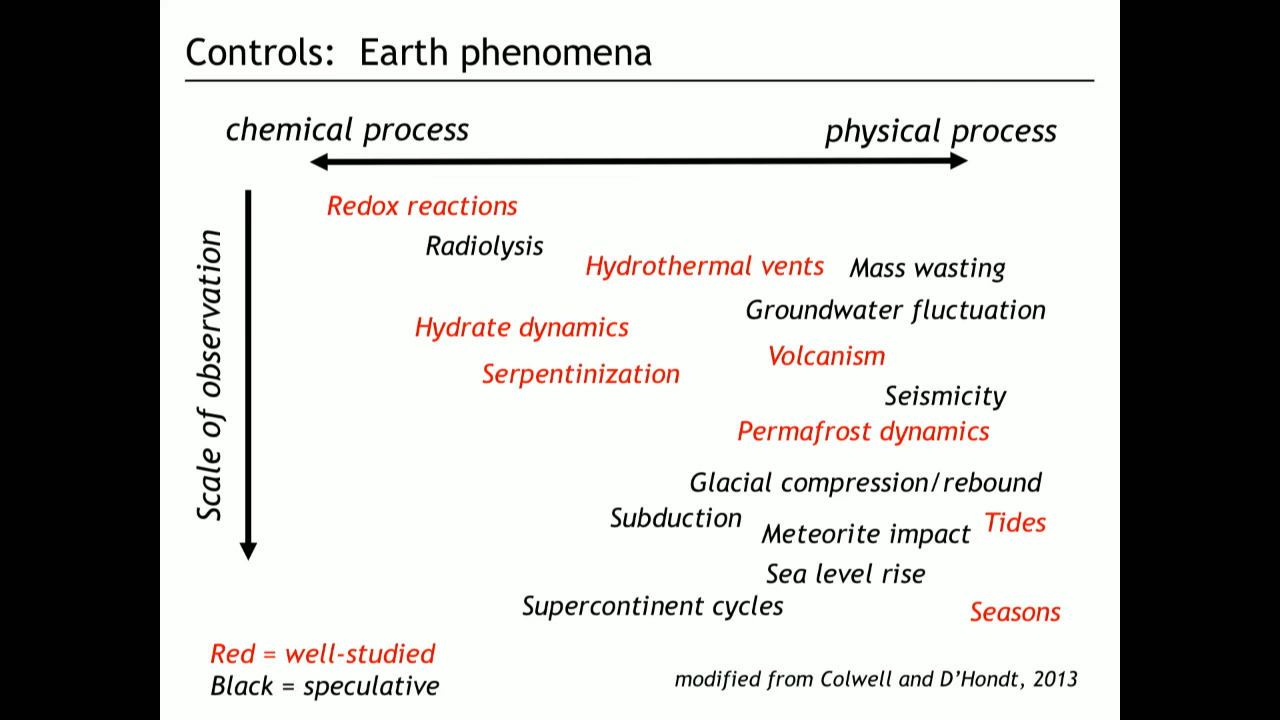 Controls: Earth phenomena
chemical process
physical process
Scale of observation
Redox reactions
Radiolysis
Hydrothermal vents
Mass wasting
Groundwater fluctuation
Hydrate dynamics
Volcanism
Serpentinization
Seismicity
Permafrost dynamics
Glacial compression/rebound
Subduction
Meteorite impact
Tides
Sea level rise
Supercontinent cycles
Seasons
Red = well-studied
Black = speculative
modified from Colwell and D'Hondt, 2013